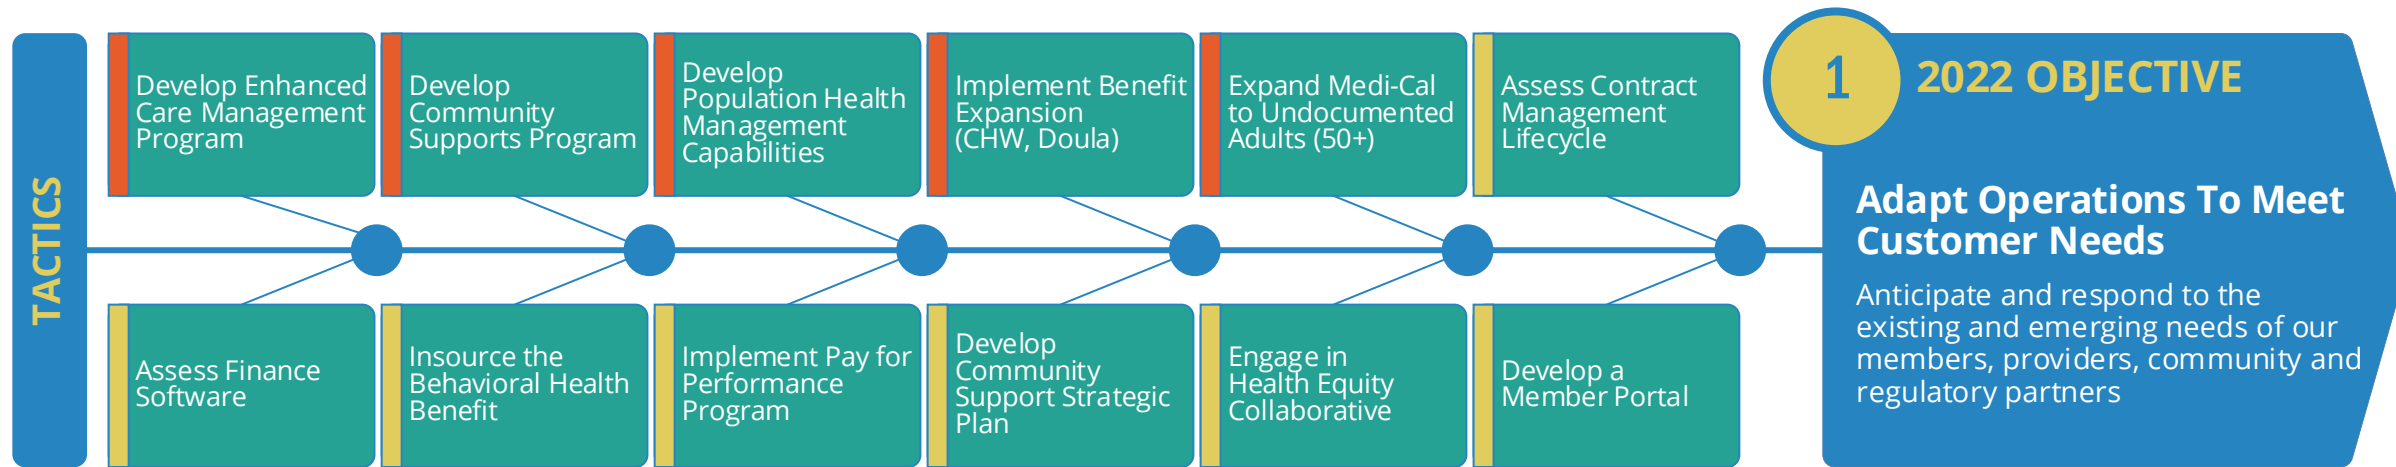 TACTICS
Develop Enhanced
Care Management
Program
Develop
Community
Supports Program
Develop
Population Health
Management
Capabilities
Implement Benefit
Expansion
(CHW, Doula)
Expand Medi-Cal
to Undocumented
Adults (50+)
Assess Contract
Management
Lifecycle
Assess Finance
Software
Insource the
Behavioral Health
Benefit
Implement Pay for
Performance
Program
Develop
Community
Support Strategic
Plan
Engage in
Health Equity
Collaborative
Develop a
Member Portal
1
2022 OBJECTIVE
Adapt Operations To Meet
Customer Needs
Anticipate and respond to the
existing and emerging needs of our
members, providers, community and
regulatory partners